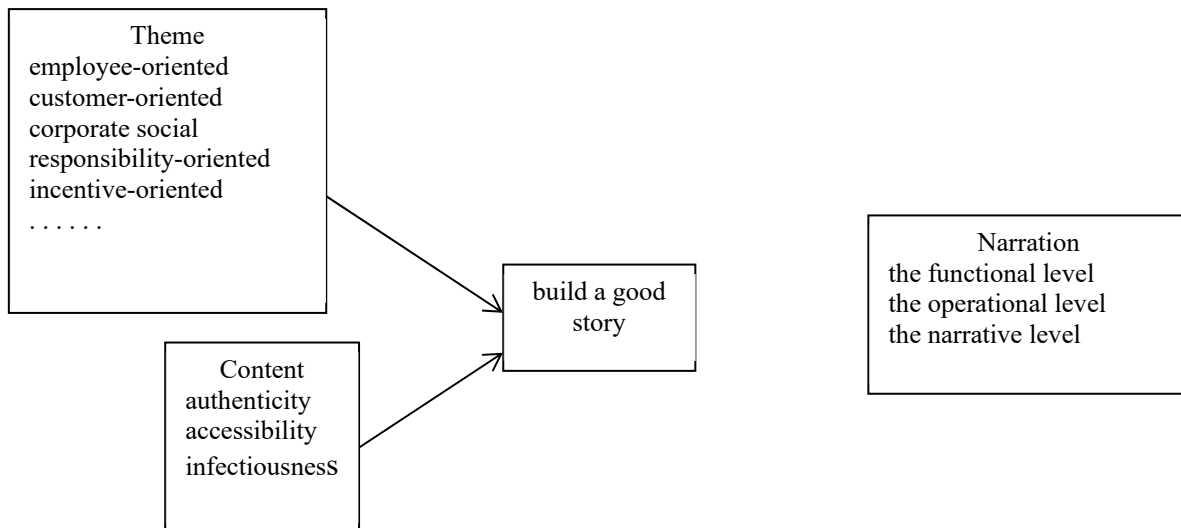 Theme
employee-oriented
customer-oriented
corporate social
responsibility-oriented
incentive-oriented
. . . . . .
build a good
story
Narration
the functional level
the operational level
the narrative level
Content
authenticity
accessibility
infectiousness